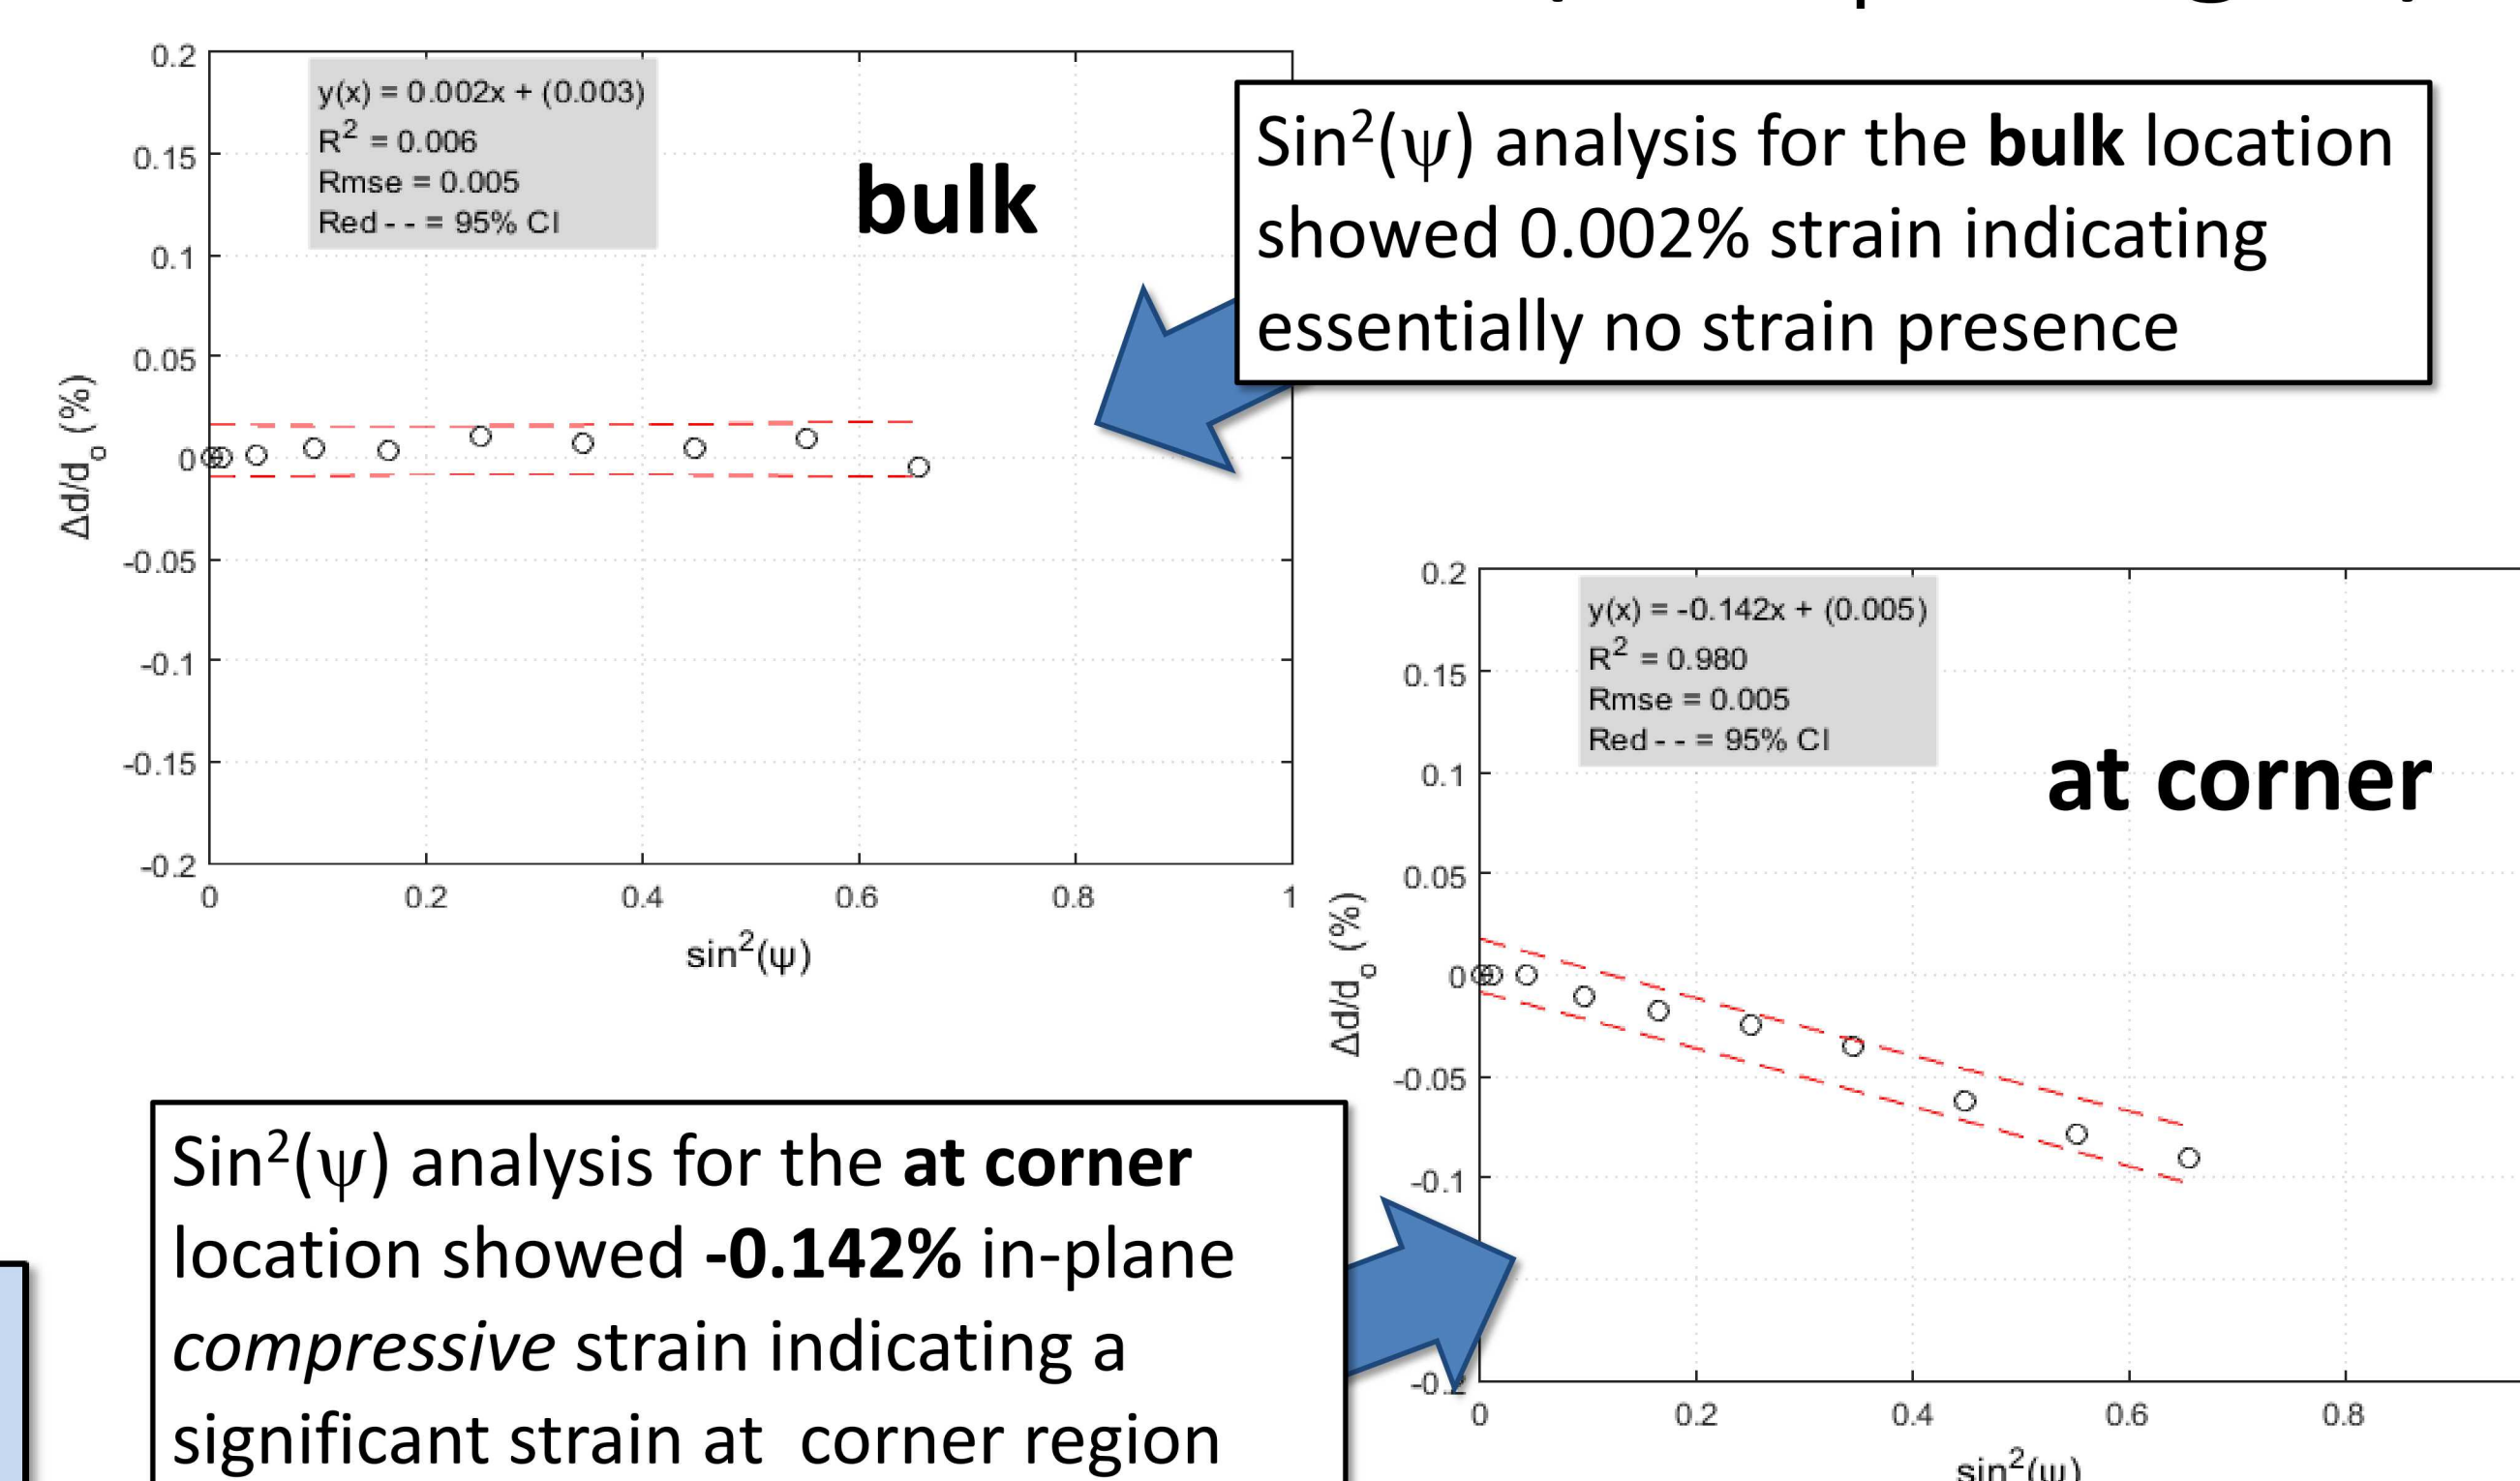 0.2
0.15
0.1
0.05
0
-0.05
-0.1
-0.15
-0.2
Δd/d₀ (%)
y(x) = 0.002x + (0.003)
R² = 0.006
Rmse = 0.005
Red - - = 95% CI
bulk
0 0.2 0.4 0.6 0.8 1
sin²(ψ)
Sin²(ψ) analysis for the bulk location
showed 0.002% strain indicating
essentially no strain presence
0.2
0.15
0.1
0.05
0
-0.05
-0.1
Δd/d₀ (%)
y(x) = -0.142x + (0.005)
R² = 0.980
Rmse = 0.005
Red - - = 95% CI
at corner
0 0.2 0.4 0.6 0.8
sin²(ψ)
Sin²(ψ) analysis for the at corner
location showed -0.142% in-plane
compressive strain indicating a
significant strain at  corner region